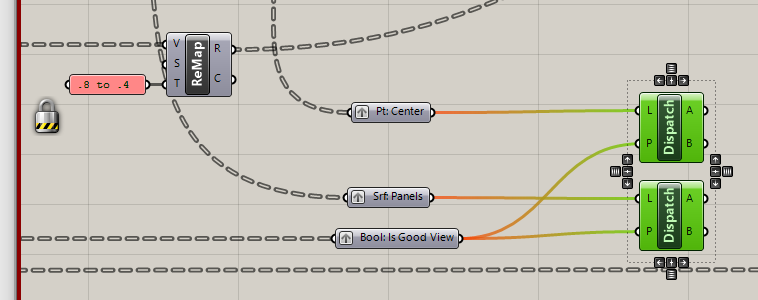 V
S
T
ReMap
R
C
.8 to .4
Pt: Center
Srf: Panels
Bool: Is Good View
L
P
Dispatch
A
B
L
P
Dispatch
A
B